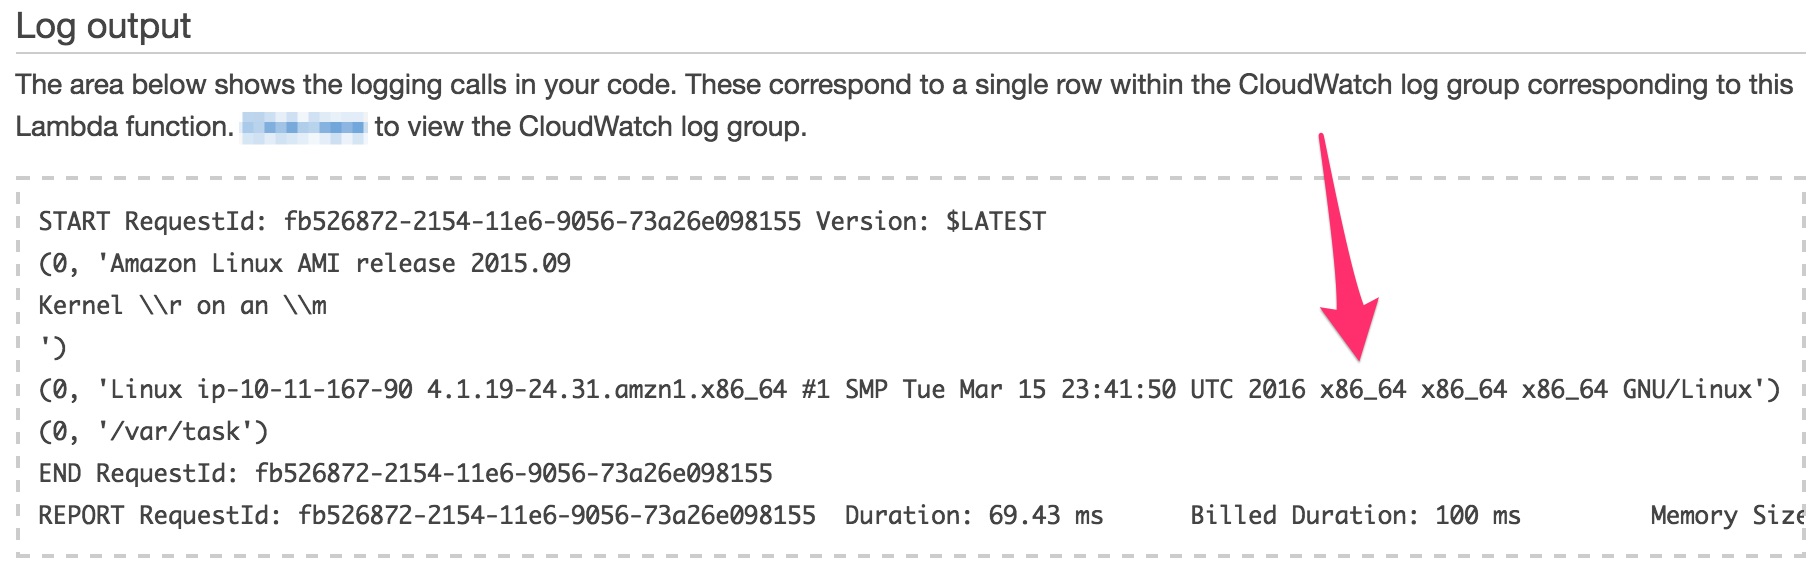 Log output
The area below shows the logging calls in your code. These correspond to a single row within the CloudWatch log group corresponding to this
Lambda function. to view the CloudWatch log group.
START RequestId: fb526872-2154-11e6-9056-73a26e098155 Version: $LATEST
(0, 'Amazon Linux AMI release 2015.09
Kernel \\r on an \\m
')
(0, 'Linux ip-10-11-167-90 4.1.19-24.31.amzn1.x86_64 #1 SMP Tue Mar 15 23:41:50 UTC 2016 x86_64 x86_64 x86_64 GNU/Linux')
(0, '/var/task')
END RequestId: fb526872-2154-11e6-9056-73a26e098155
REPORT RequestId: fb526872-2154-11e6-9056-73a26e098155 Duration: 69.43 ms Billed Duration: 100 ms Memory Size